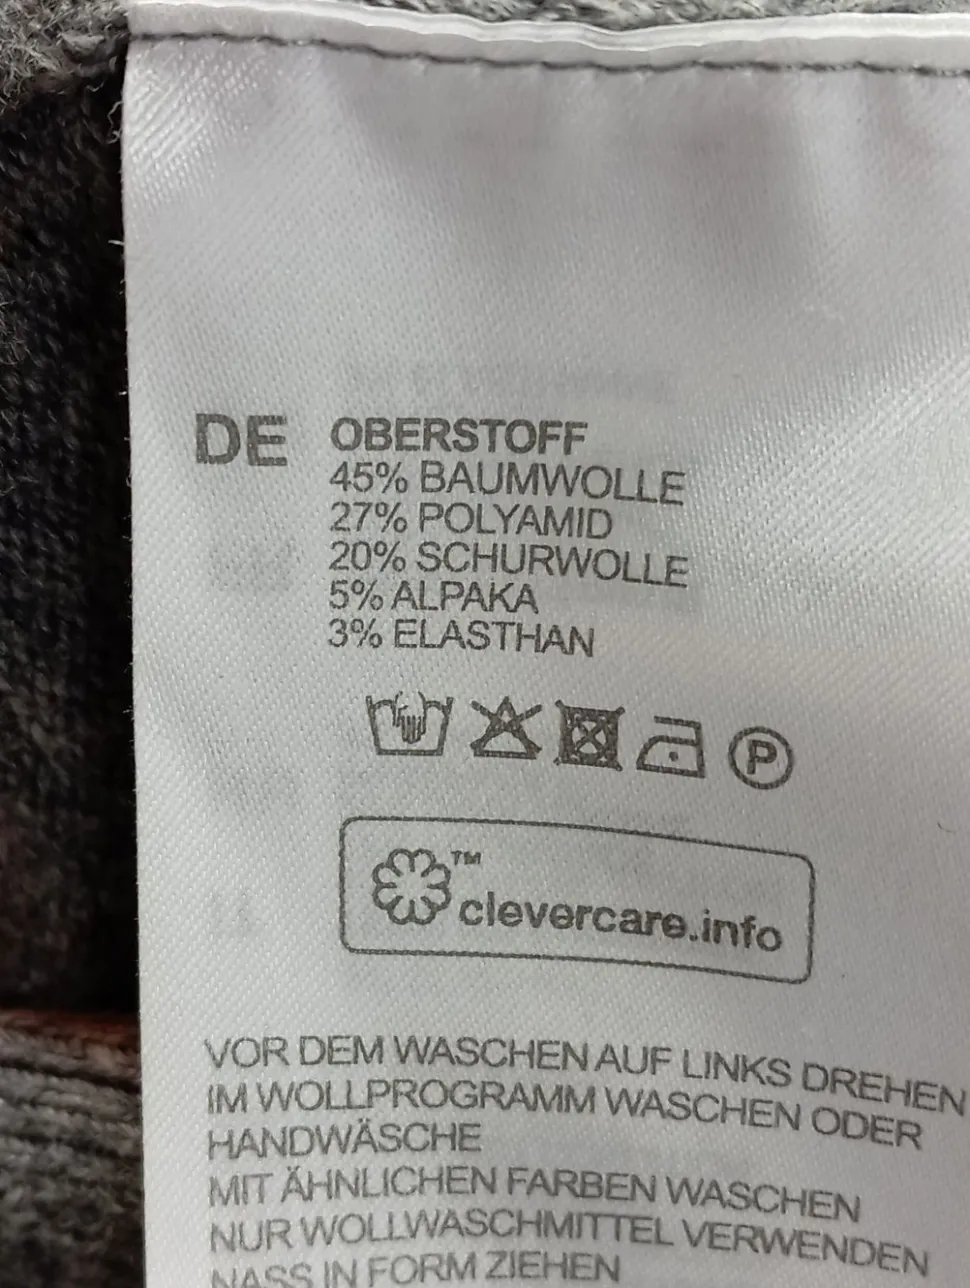 DE OBERSTOFF
45% BAUMWOLLE
27% POLYAMID
20% SCHURWOLLE
5% ALPAKA
3% ELASTHAN
P
™
clevercare.info
VOR DEM WASCHEN AUF LINKS DREHEN
IM WOLLPROGRAMM WASCHEN ODER
HANDWÄSCHE
MIT ÄHNLICHEN FARBEN WASCHEN
NUR WOLLWASCHMITTEL VERWENDEN
NASS IN FORM ZIEHEN